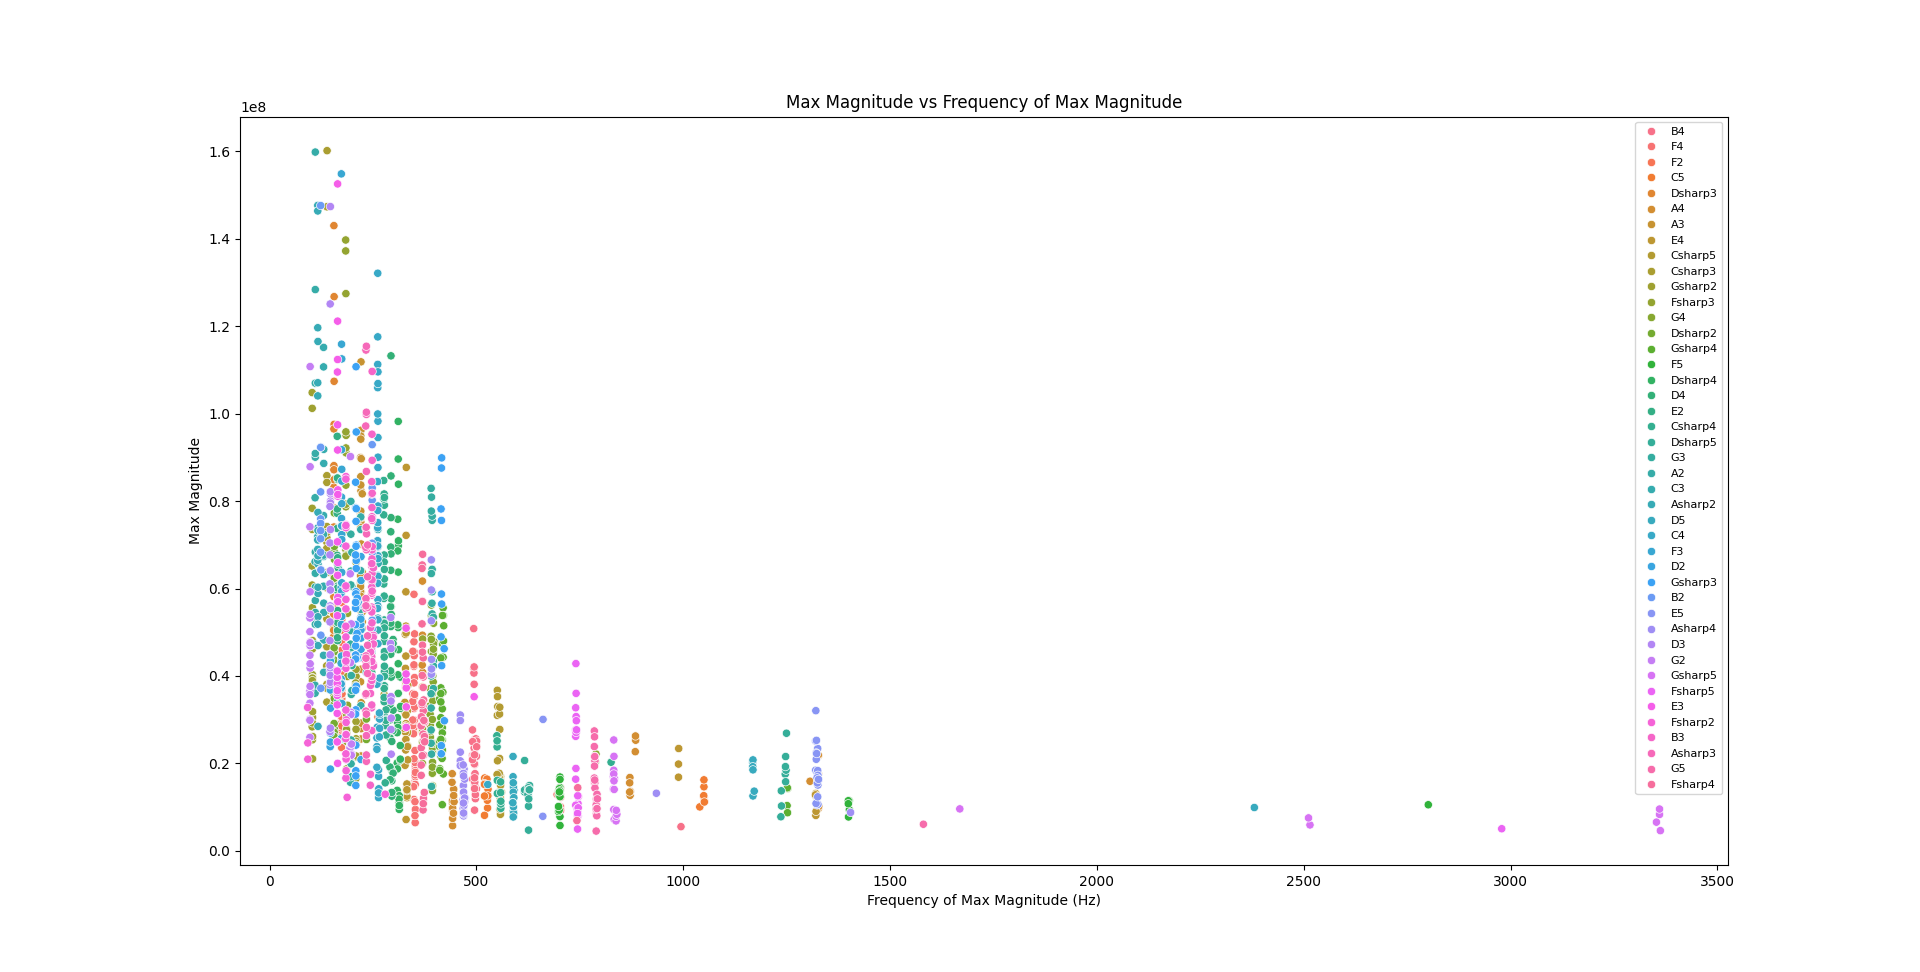 Max Magnitude vs Frequency of Max Magnitude
1e8
1.6
1.4
1.2
1.0
0.8
0.6
0.4
0.2
0.0
Max Magnitude
0 500 1000 1500 2000 2500 3000 3500
Frequency of Max Magnitude (Hz)
B4
F4
F2
C5
Dsharp3
A4
A3
E4
Csharp5
Csharp3
Gsharp2
Fsharp3
G4
Dsharp2
Gsharp4
F5
Dsharp4
D4
E2
Csharp4
Dsharp5
G3
A2
C3
Asharp2
D5
C4
F3
D2
Gsharp3
B2
E5
Asharp4
D3
G2
Gsharp5
Fsharp5
E3
Fsharp2
B3
Asharp3
G5
Fsharp4